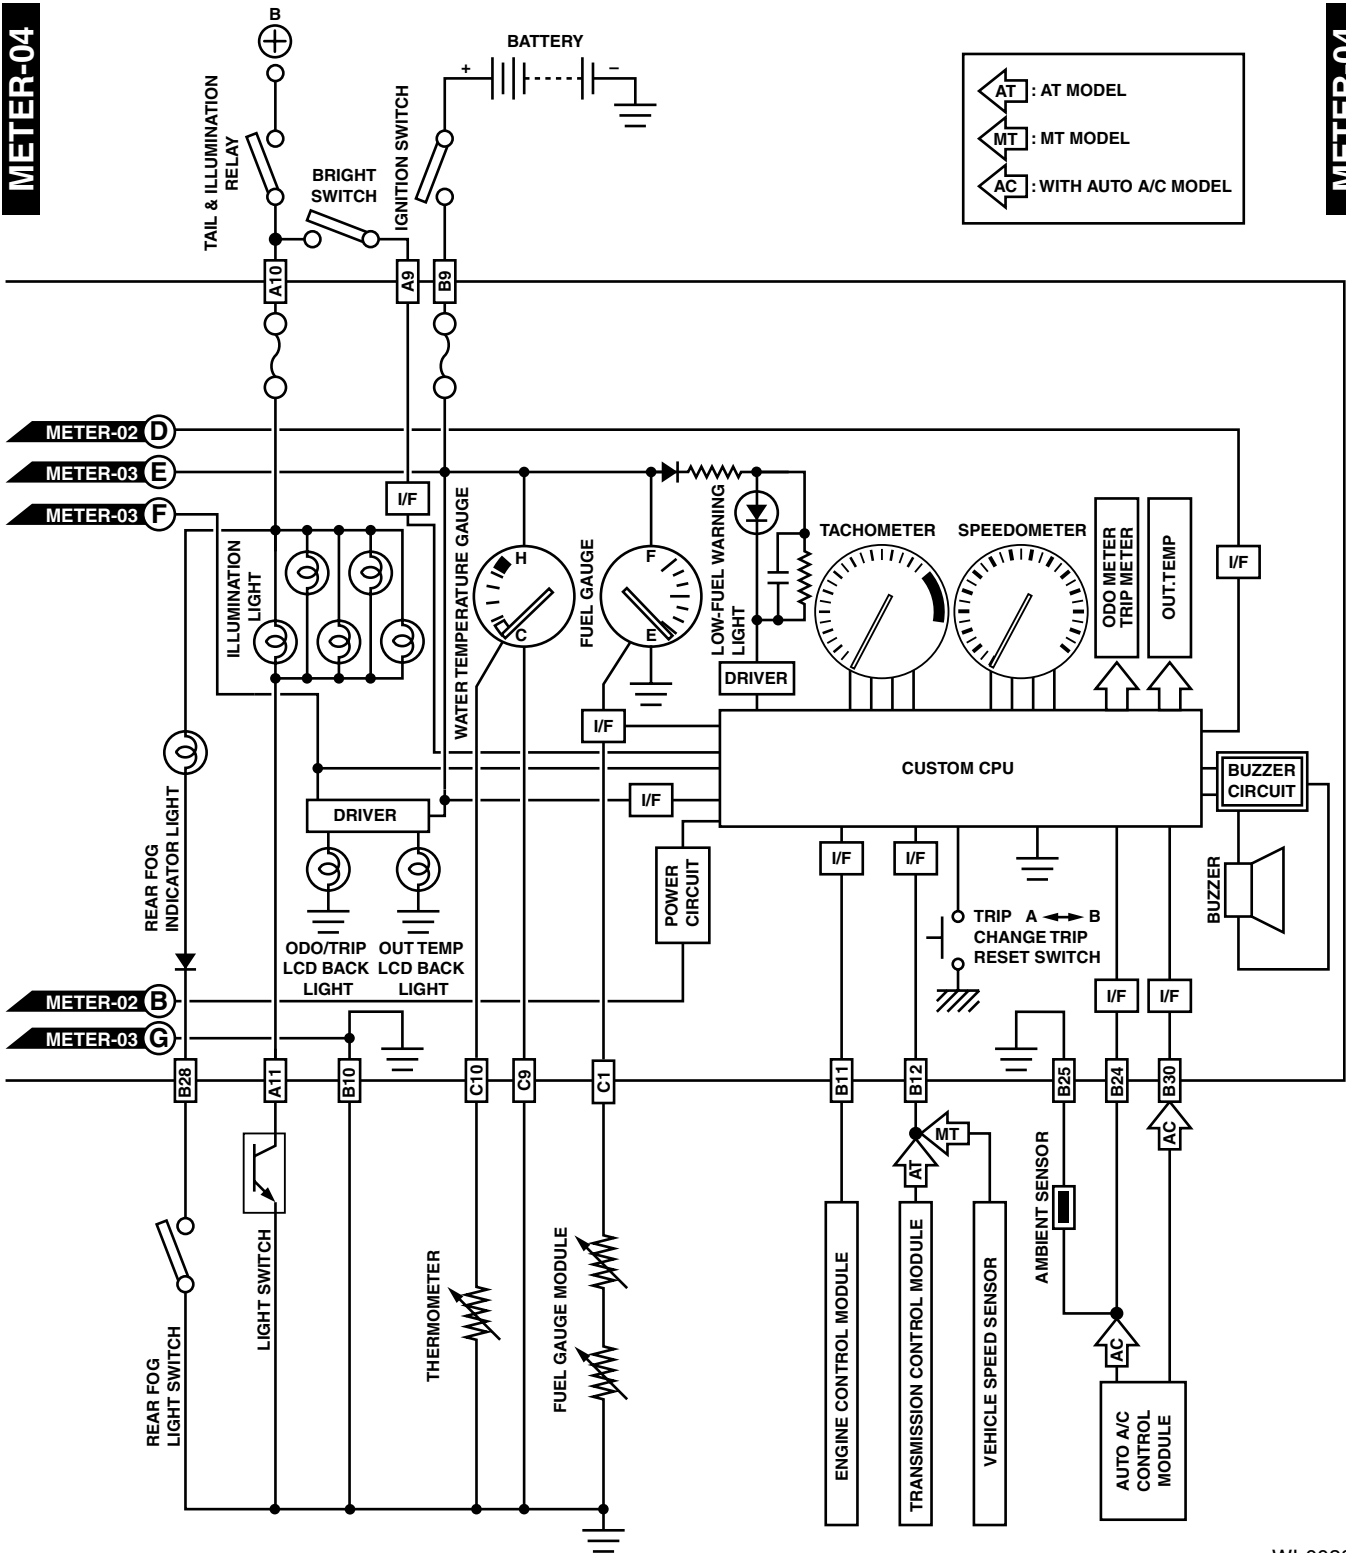 METER-04
B
BATTERY
+
–
TAIL & ILLUMINATION
RELAY
BRIGHT
SWITCH
IGNITION SWITCH
AT : AT MODEL
MT : MT MODEL
AC : WITH AUTO A/C MODEL
METER-04
A10
A9
B9
METER-02 D
METER-03 E
METER-03 F
I/F
ILLUMINATION
LIGHT
WATER TEMPERATURE GAUGE
H
C
FUEL GAUGE
F
E
LOW-FUEL WARNING
LIGHT
TACHOMETER
SPEEDOMETER
ODO METER
TRIP METER
OUT.TEMP
I/F
DRIVER
I/F
CUSTOM CPU
BUZZER
CIRCUIT
I/F
DRIVER
REAR FOG
INDICATOR LIGHT
POWER
CIRCUIT
I/F
I/F
BUZZER
TRIP A B
CHANGE TRIP
RESET SWITCH
ODO/TRIP
LCD BACK
LIGHT
OUT TEMP
LCD BACK
LIGHT
I/F
I/F
METER-02 B
METER-03 G
B28
A11
B10
C10
C9
C1
B11
B12
B25
B24
B30
MT
AT
AC
AMBIENT SENSOR
REAR FOG
LIGHT SWITCH
LIGHT SWITCH
THERMOMETER
FUEL GAUGE MODULE
ENGINE CONTROL MODULE
TRANSMISSION CONTROL MODULE
VEHICLE SPEED SENSOR
AC
AUTO A/C
CONTROL
MODULE